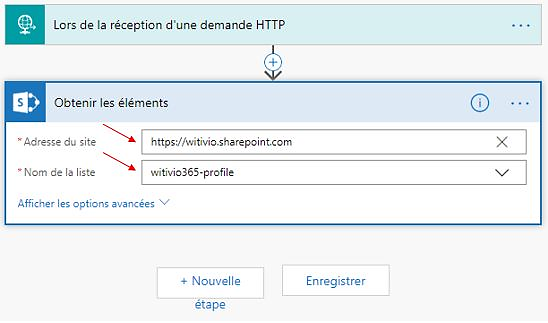 Lors de la réception d'une demande HTTP
Obtenir les éléments
* Adresse du site https://witivio.sharepoint.com
* Nom de la liste witivio365-profile
Afficher les options avancées
+ Nouvelle étape
Enregistrer